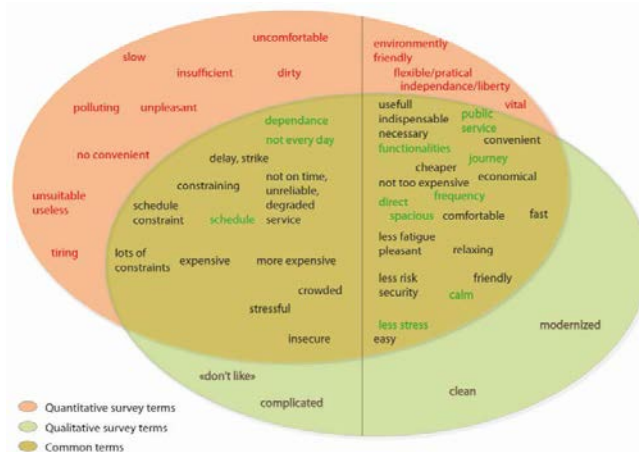 uncomfortable
slow
insufficient
dirty
polluting
unpleasant
no convenient
unsuitable
useless
tiring
environmently
friendly
flexible/pratical
independance/liberty
vital
dependance
not every day
delay, strike
constraining
not on time,
unreliable,
degraded
service
schedule
constraint
schedule
lots of
constraints
expensive
more expensive
crowded
stressful
insecure
usefull
indispensable
necessary
public
service
convenient
functionalities
journey
cheaper
economical
not too expensive
frequency
direct
spacious
comfortable
fast
less fatigue
pleasant
relaxing
less risk
security
friendly
calm
less stress
easy
modernized
«don't like»
complicated
clean
Quantitative survey terms
Qualitative survey terms
Common terms